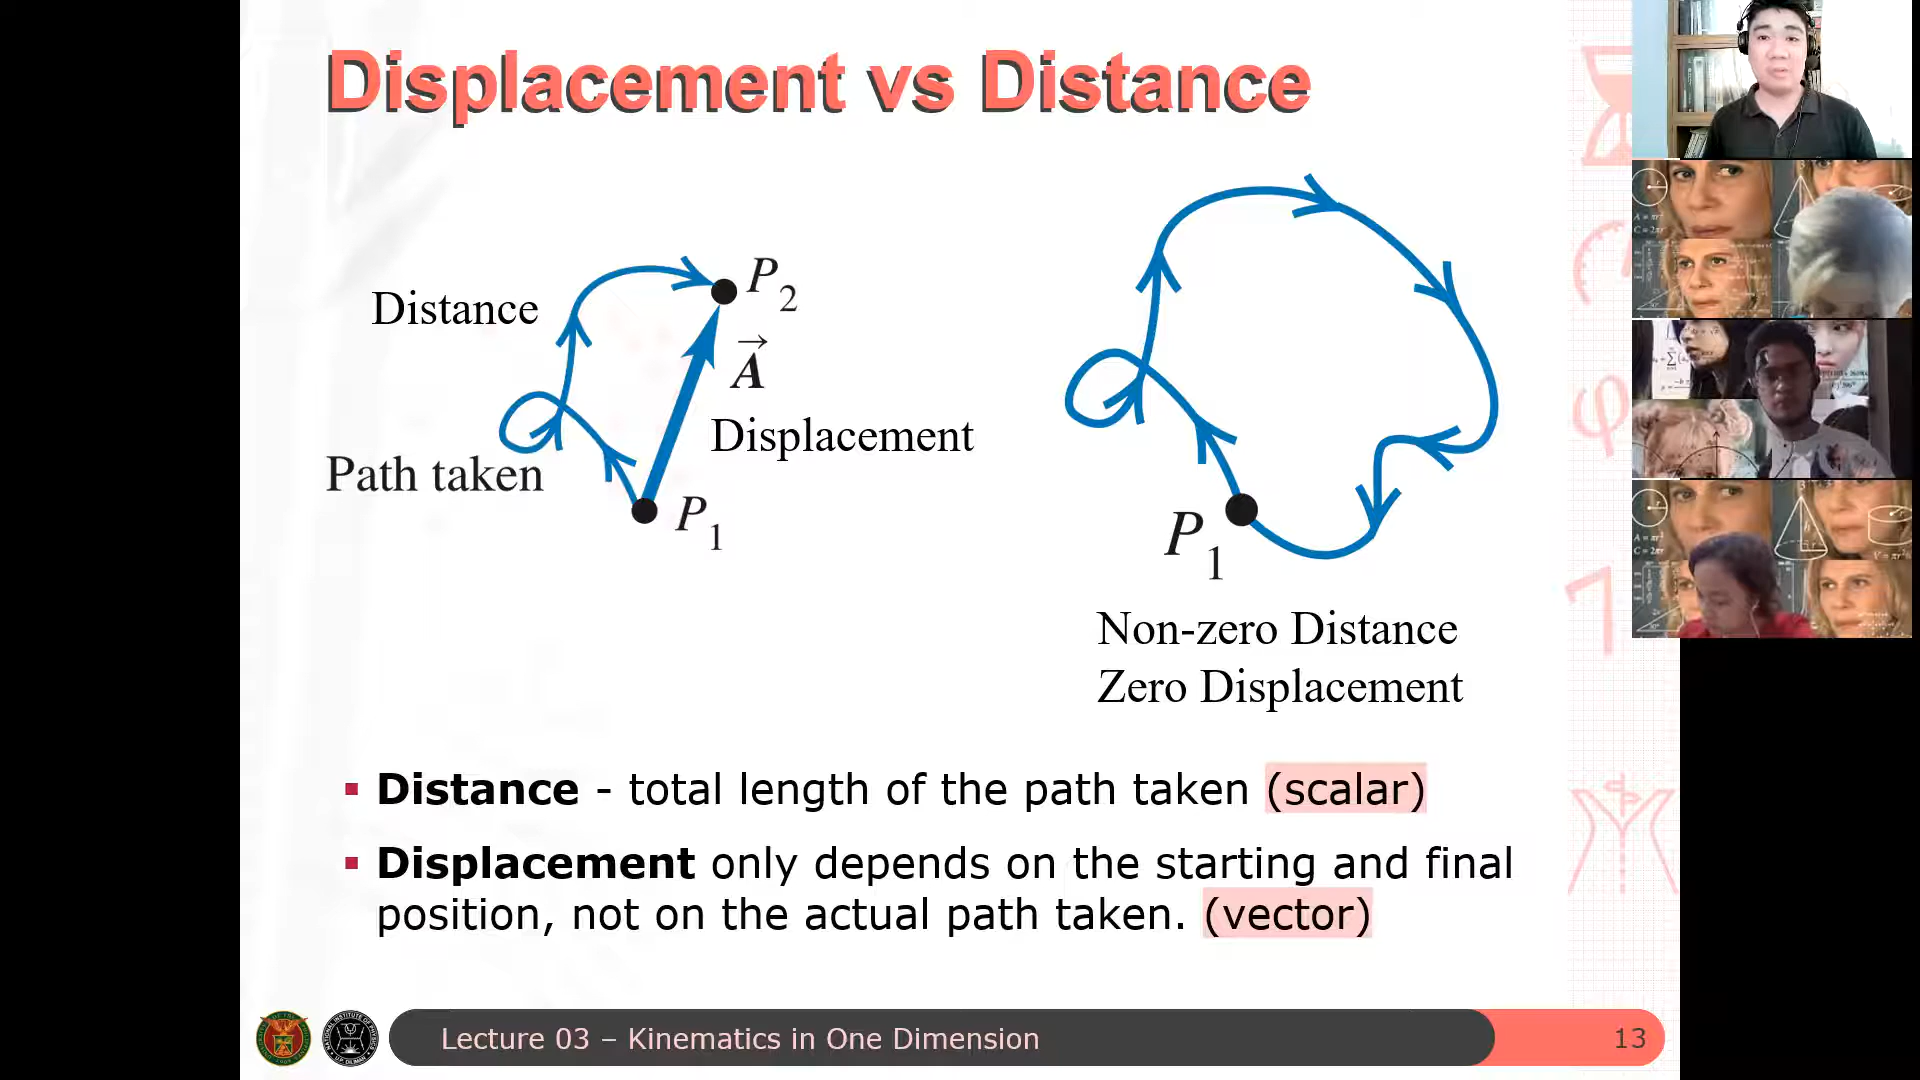 Displacement vs Distance
Distance
P2
A
Displacement
Path taken
P1
P1
Non-zero Distance
Zero Displacement
▪ Distance - total length of the path taken (scalar)
▪ Displacement only depends on the starting and final
position, not on the actual path taken. (vector)
Lecture 03 – Kinematics in One Dimension
13